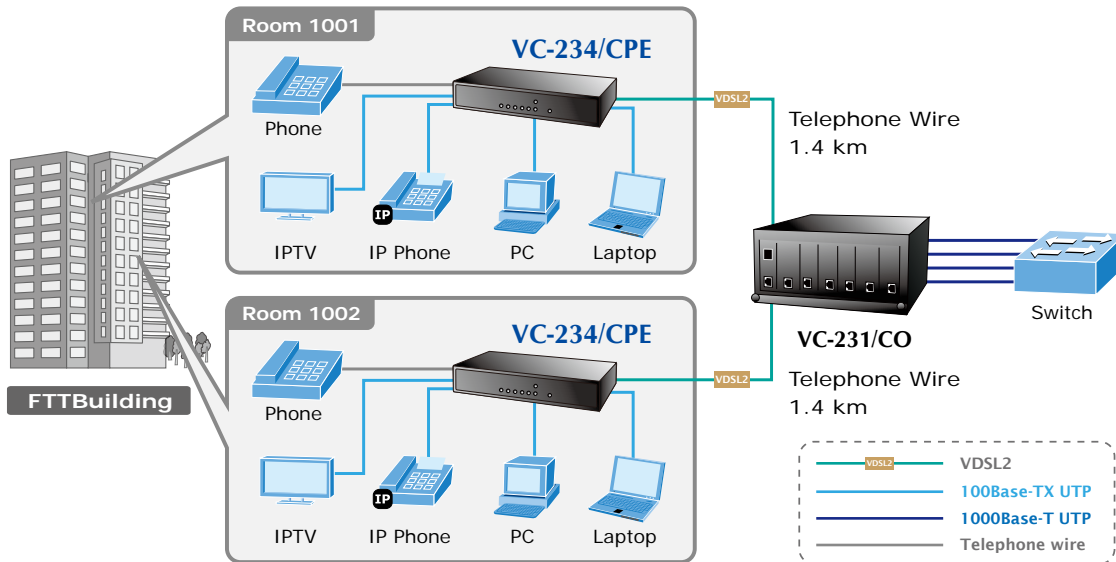 Room 1001
VC-234/CPE
Phone
IPTV
IP
IP Phone
PC
Laptop
VDSL2
Telephone Wire
1.4 km
FTTBuilding
Room 1002
VC-234/CPE
Phone
IPTV
IP
IP Phone
PC
Laptop
VDSL2
Telephone Wire
1.4 km
VC-231/CO
Switch
VDSL2
VDSL2
100Base-TX UTP
1000Base-T UTP
Telephone wire